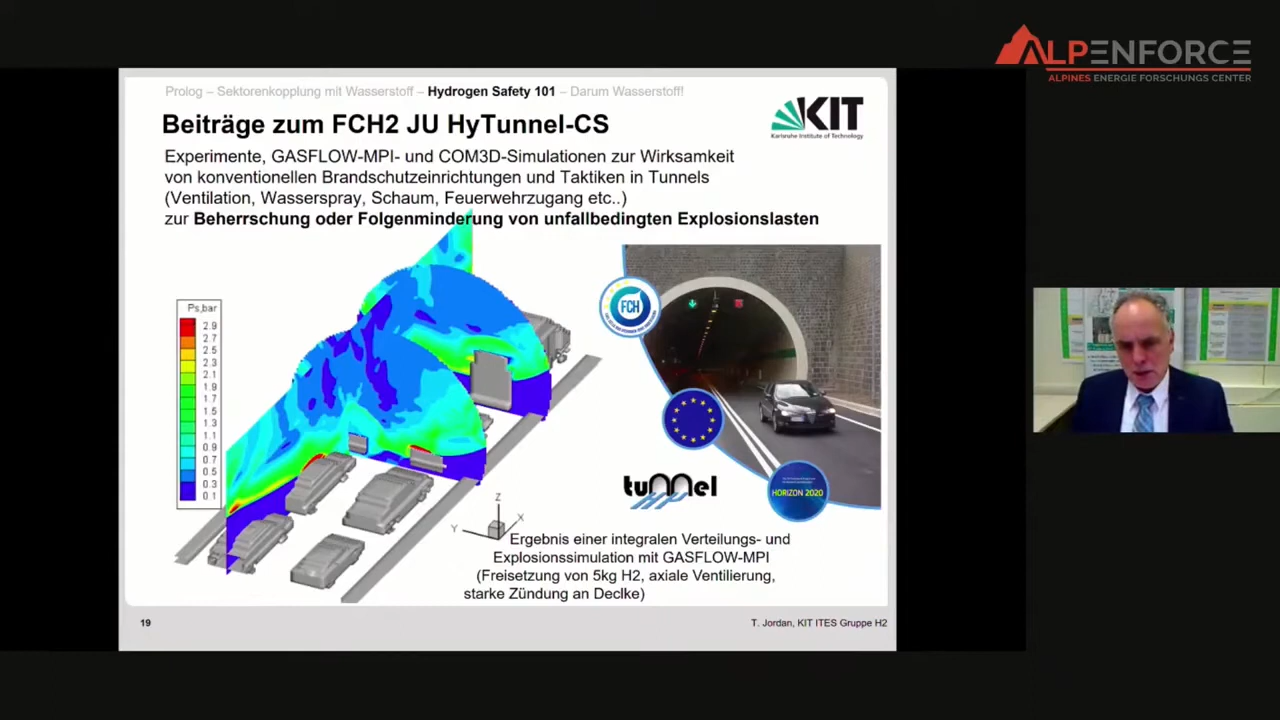 ALPENFORCE
ALPINES ENERGIE FORSCHUNGS CENTER
Prolog – Sektorenkopplung mit Wasserstoff – Hydrogen Safety 101 – Darum Wasserstoff!
KIT
Karlsruhe Institute of Technology
Beiträge zum FCH2 JU HyTunnel-CS
Experimente, GASFLOW-MPI- und COM3D-Simulationen zur Wirksamkeit
von konventionellen Brandschutzeinrichtungen und Taktiken in Tunnels
(Ventilation, Wasserspray, Schaum, Feuerwehrzugang etc..)
zur Beherrschung oder Folgenminderung von unfallbedingten Explosionslasten
Ps,bar
2.9
2.7
2.5
2.3
2.1
1.9
1.7
1.5
1.3
1.1
0.9
0.7
0.5
0.3
0.1
FCH
Z
Y
X
tunnel
HY
HORIZON 2020
Ergebnis einer integralen Verteilungs- und
Explosionssimulation mit GASFLOW-MPI
(Freisetzung von 5kg H2, axiale Ventilierung,
starke Zündung an Declke)
19
T. Jordan, KIT ITES Gruppe H2